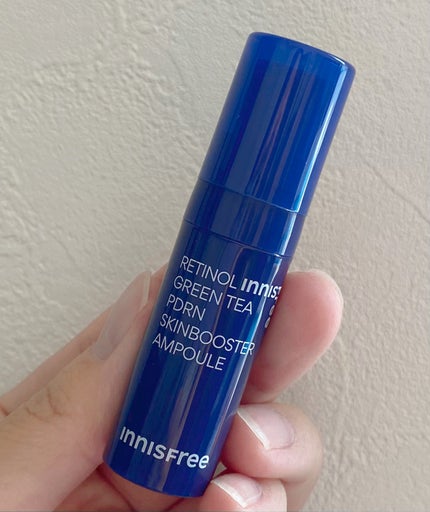 RETINOL
GREEN TEA
PDRN
SKINBOOSTER
AMPOULE
INNISFree